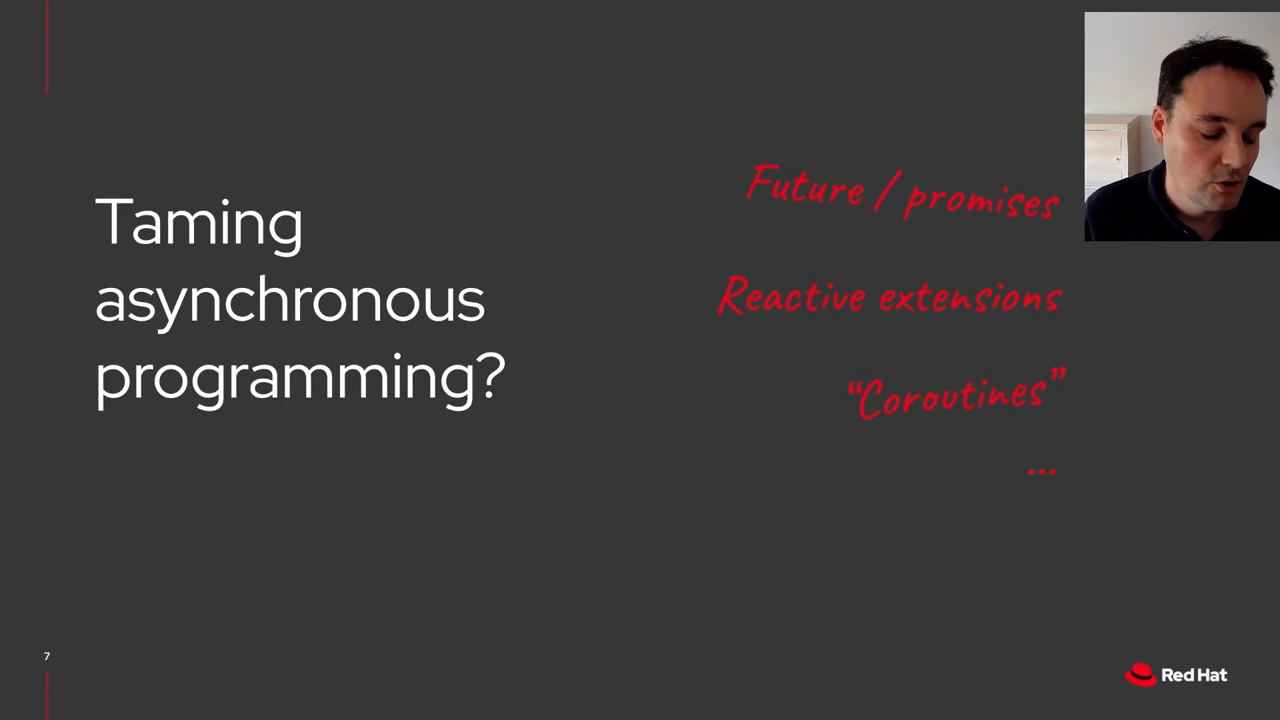 Taming
asynchronous
programming?
Future / promises
Reactive extensions
“Coroutines”
...
7
Red Hat